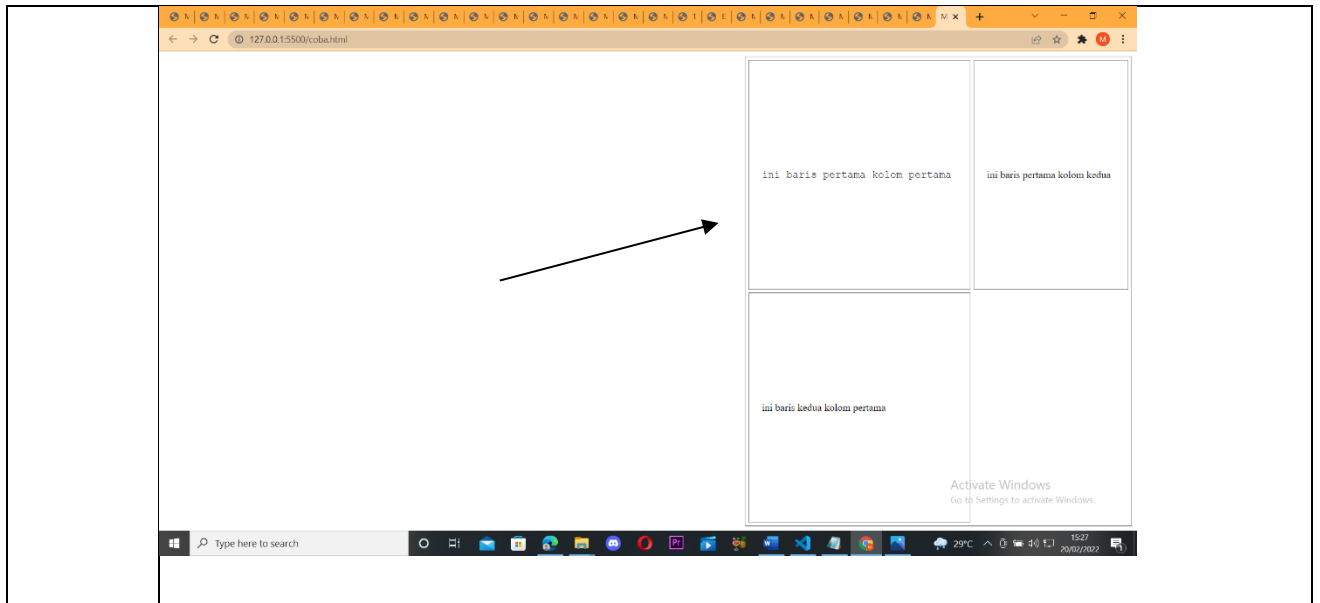 127.0.0.1:5500/coba.html
M
ini baris pertama kolom pertama
ini baris pertama kolom kedua
ini baris kedua kolom pertama
Activate Windows
Go to Settings to activate Windows.
Type here to search
29°C
15:27
20/02/2022